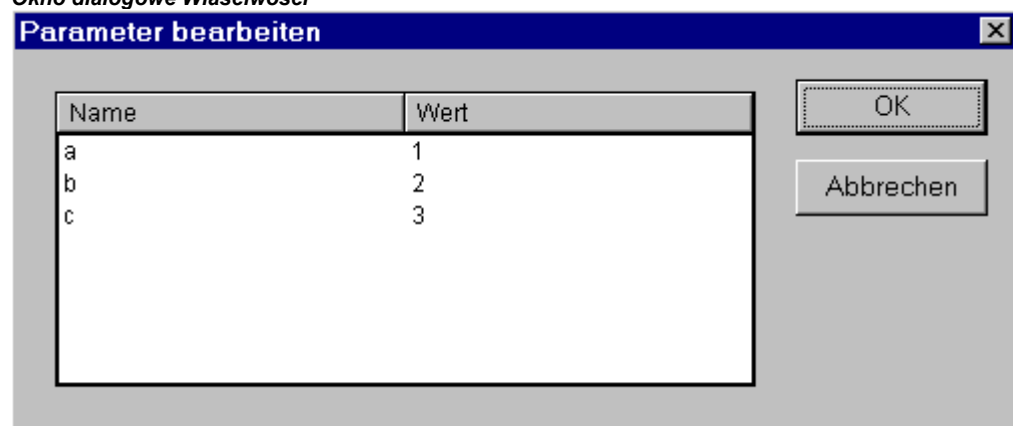 Okno dialogowe Właściwości
Parameter bearbeiten
Name Wert OK
a 1
b 2
c 3
Abbrechen